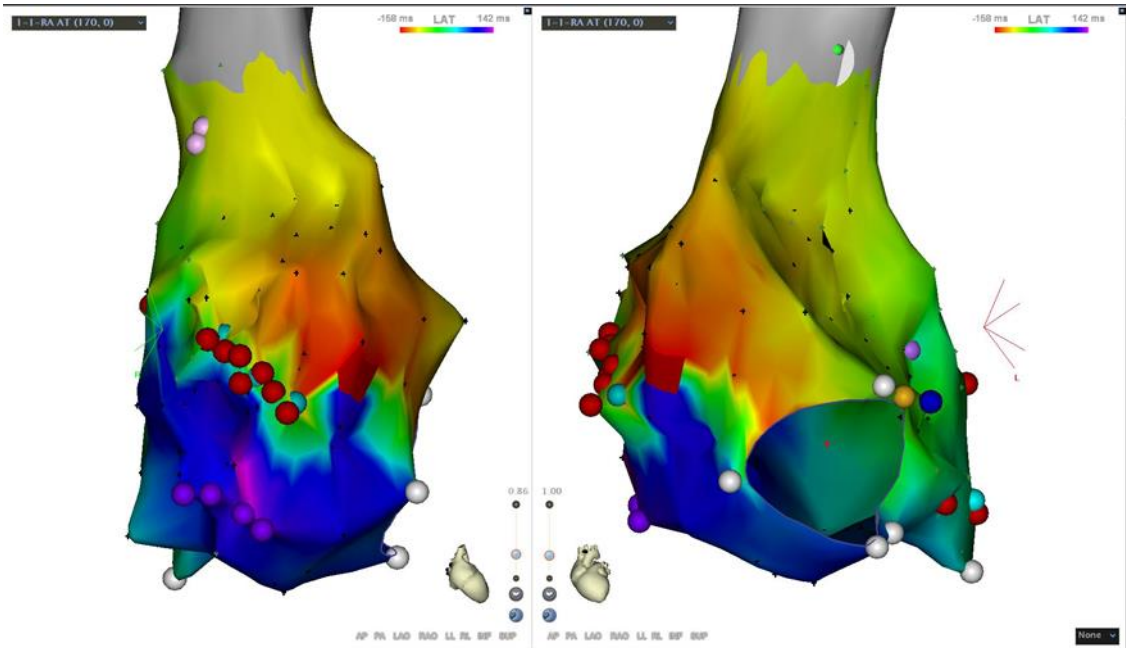 1-1-RA AT (170, 0)
-158 ms LAT 142 ms
0.86
AP PA LAO RAO LL RL INF SUP
1-1-RA AT (170, 0)
-158 ms LAT 142 ms
L
1.00
AP PA LAO RAO LL RL INF SUP
None